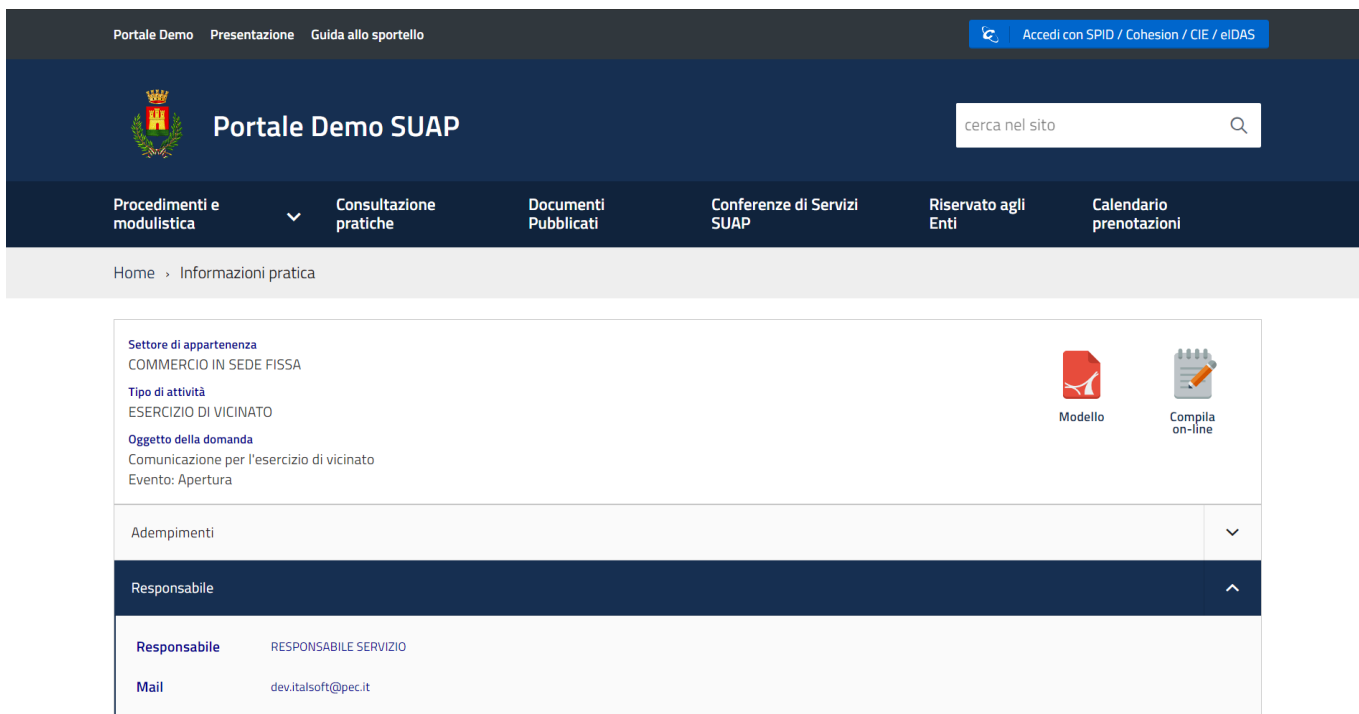 Portale Demo Presentazione Guida allo sportello Accedi con SPID / Cohesion / CIE / eIDAS
Portale Demo SUAP
cerca nel sito
Procedimenti e modulistica
Consultazione pratiche
Documenti Pubblicati
Conferenze di Servizi SUAP
Riservato agli Enti
Calendario prenotazioni
Home › Informazioni pratica
Settore di appartenenza
COMMERCIO IN SEDE FISSA
Tipo di attività
ESERCIZIO DI VICINATO
Oggetto della domanda
Comunicazione per l'esercizio di vicinato
Evento: Apertura
Modello
Compila
on-line
Adempimenti
Responsabile
Responsabile RESPONSABILE SERVIZIO
Mail dev.italsoft@pec.it